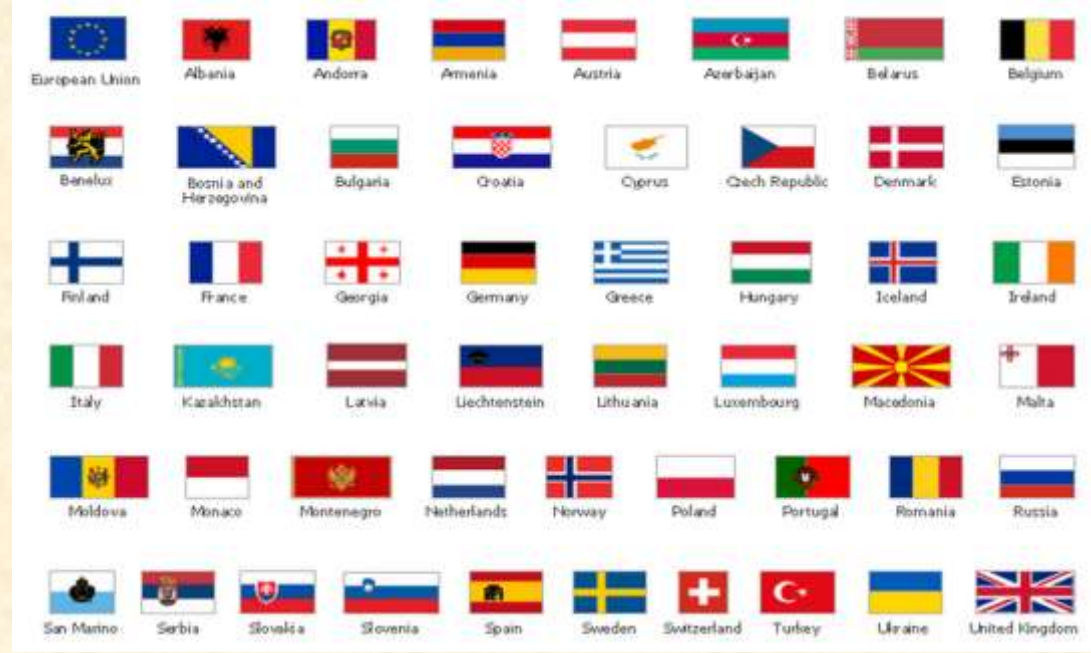 European Union Albania Andorra Armenia Austria Azerbaijan Belarus Belgium
Benelux Bosnia and Herzegovina Bulgaria Croatia Cyprus Czech Republic Denmark Estonia
Finland France Georgia Germany Greece Hungary Iceland Ireland
Italy Kazakhstan Latvia Liechtenstein Lithuania Luxembourg Macedonia Malta
Moldova Monaco Montenegro Netherlands Norway Poland Portugal Romania Russia
San Marino Serbia Slovakia Slovenia Spain Sweden Switzerland Turkey Ukraine United Kingdom